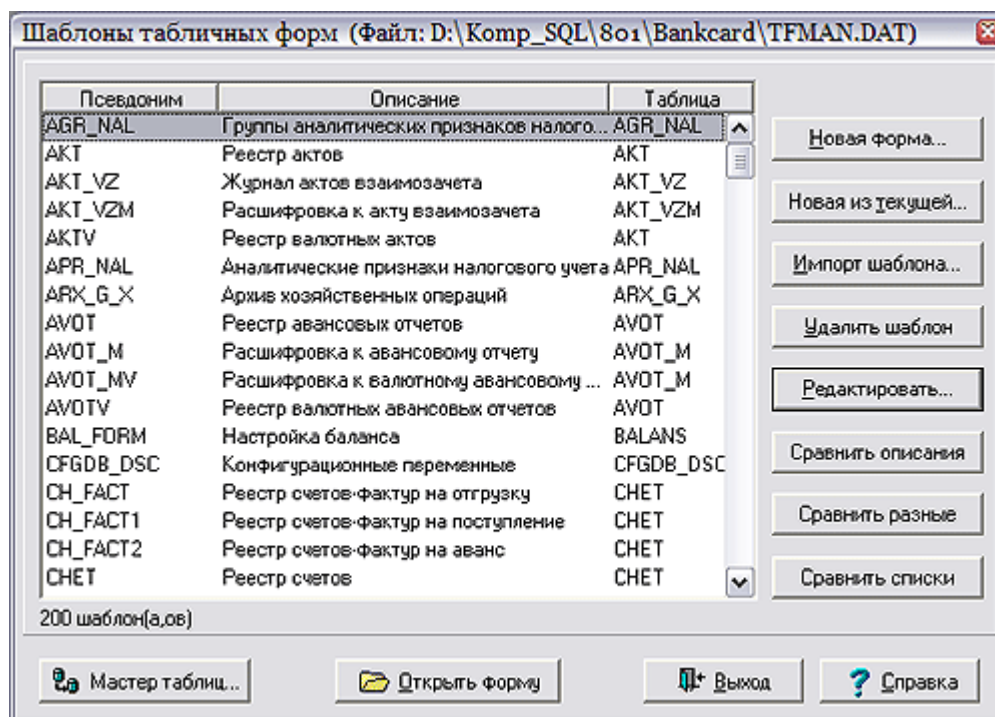 Шаблоны табличных форм (Файл: D:\Komp_SQL\801\Bankcard\TFMAN.DAT)
Псевдоним Описание Таблица
AGR_NAL Группы аналитических признаков налого... AGR_NAL
AKT Реестр актов AKT
AKT_VZ Журнал актов взаимозачета AKT_VZ
AKT_VZM Расшифровка к акту взаимозачета AKT_VZM
AKTV Реестр валютных актов AKT
APR_NAL Аналитические признаки налогового учета APR_NAL
ARX_G_X Архив хозяйственных операций ARX_G_X
AVOT Реестр авансовых отчетов AVOT
AVOT_M Расшифровка к авансовому отчету AVOT_M
AVOT_MV Расшифровка к валютному авансовому ... AVOT_M
AVOTV Реестр валютных авансовых отчетов AVOT
BAL_FORM Настройка баланса BALANS
CFGDB_DSC Конфигурационные переменные CFGDB_DSC
CH_FACT Реестр счетов-фактур на отгрузку CHET
CH_FACT1 Реестр счетов-фактур на поступление CHET
CH_FACT2 Реестр счетов-фактур на аванс CHET
CHET Реестр счетов CHET
200 шаблон(а,ов)
Новая форма...
Новая из текущей...
Импорт шаблона...
Удалить шаблон
Редактировать...
Сравнить описания
Сравнить разные
Сравнить списки
Мастер таблиц... Открыть форму Выход Справка